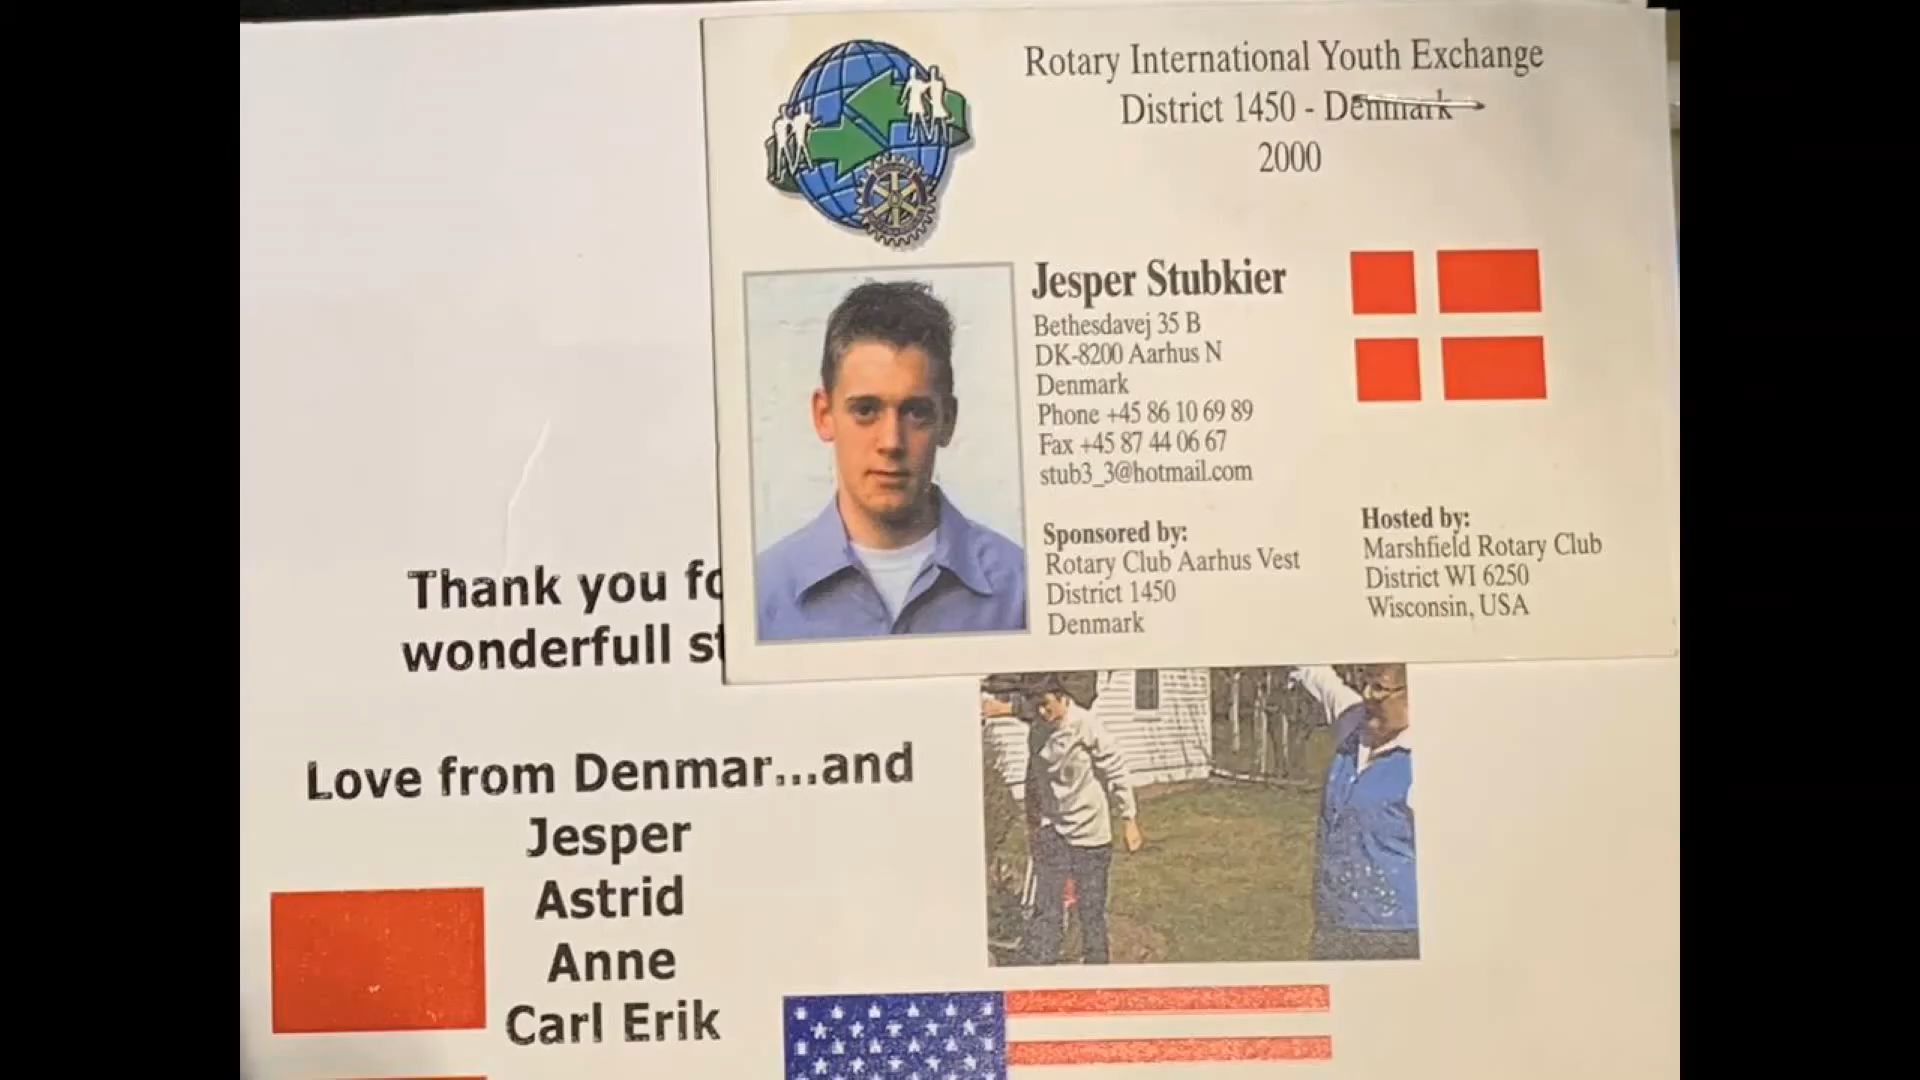 Rotary International Youth Exchange
District 1450 - Denmark
2000
Jesper Stubkier
Bethesdavej 35 B
DK-8200 Aarhus N
Denmark
Phone +45 86 10 69 89
Fax +45 87 44 06 67
stub3_3@hotmail.com
Sponsored by:
Rotary Club Aarhus Vest
District 1450
Denmark
Hosted by:
Marshfield Rotary Club
District WI 6250
Wisconsin, USA
Thank you
wonderfull
Love from Denmar...and
Jesper
Astrid
Anne
Carl Erik